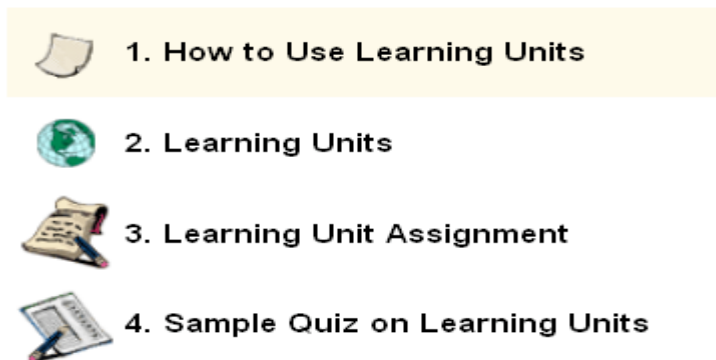 1. How to Use Learning Units
2. Learning Units
3. Learning Unit Assignment
4. Sample Quiz on Learning Units